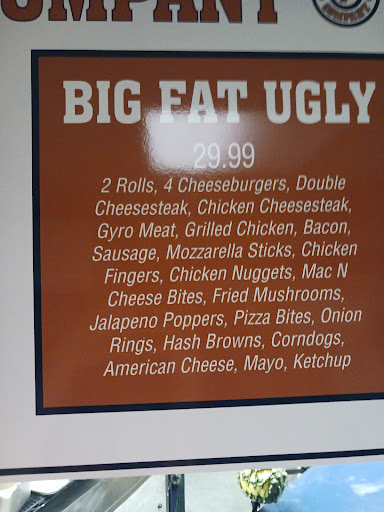 BIG FAT UGLY
29.99
2 Rolls, 4 Cheeseburgers, Double
Cheesesteak, Chicken Cheesesteak,
Gyro Meat, Grilled Chicken, Bacon,
Sausage, Mozzarella Sticks, Chicken
Fingers, Chicken Nuggets, Mac N
Cheese Bites, Fried Mushrooms,
Jalapeno Poppers, Pizza Bites, Onion
Rings, Hash Browns, Corndogs,
American Cheese, Mayo, Ketchup